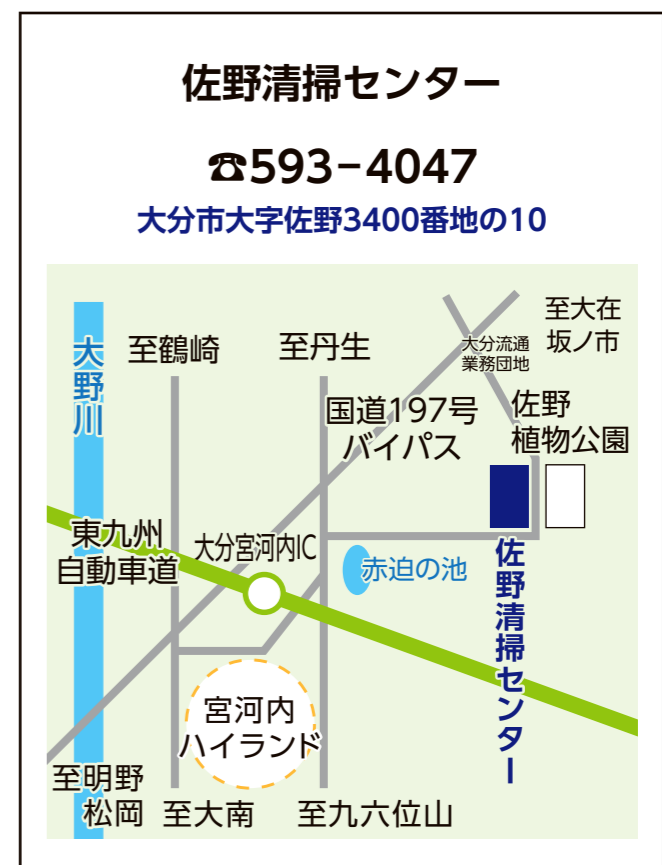 佐野清掃センター
☎593−4047
大分市大字佐野3400番地の10
至大在
坂ノ市
大分流通
業務団地
大野川
至鶴崎
至丹生
国道197号
バイパス
佐野
植物公園
東九州
自動車道
大分宮河内IC
赤迫の池
佐野清掃センター
宮河内
ハイランド
至明野
松岡
至大南
至九六位山